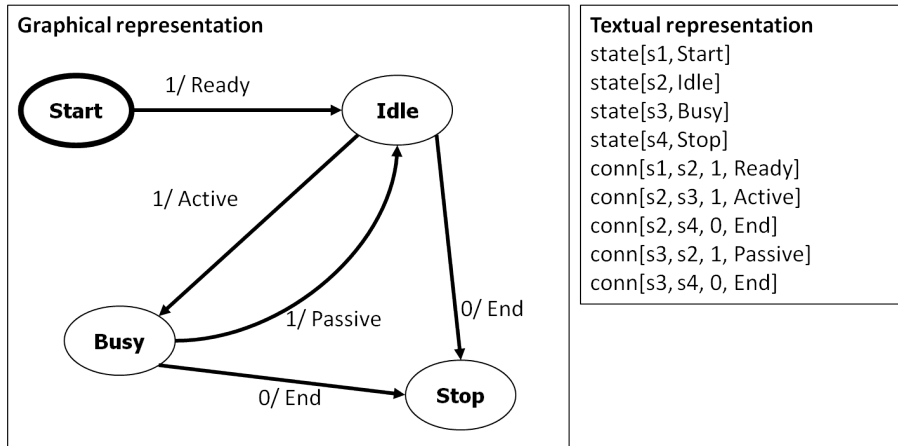 Graphical representation
1/ Ready
Start
Idle
1/ Active
1/ Passive
0/ End
Busy
0/ End
Stop
Textual representation
state[s1, Start]
state[s2, Idle]
state[s3, Busy]
state[s4, Stop]
conn[s1, s2, 1, Ready]
conn[s2, s3, 1, Active]
conn[s2, s4, 0, End]
conn[s3, s2, 1, Passive]
conn[s3, s4, 0, End]